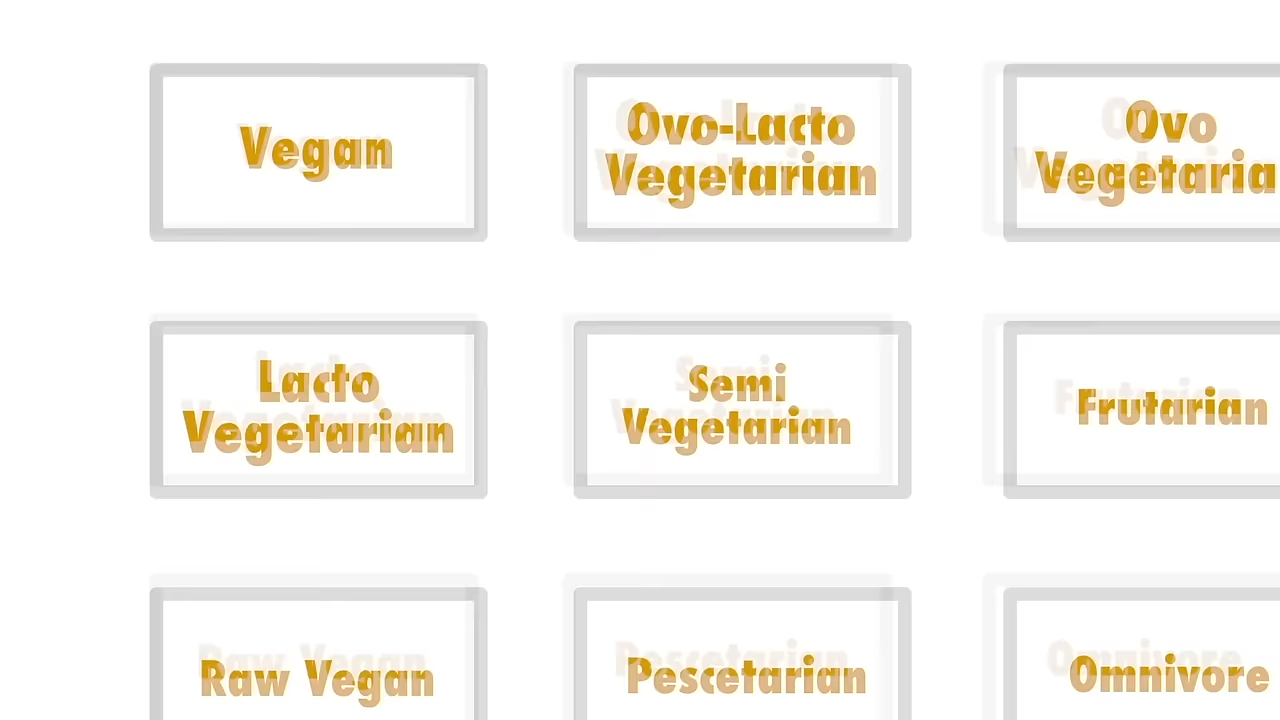 Vegan
Ovo-Lacto
Vegetarian
Ovo
Vegetaria
Lacto
Vegetarian
Semi
Vegetarian
Frutarian
Raw Vegan
Pescetarian
Omnivore